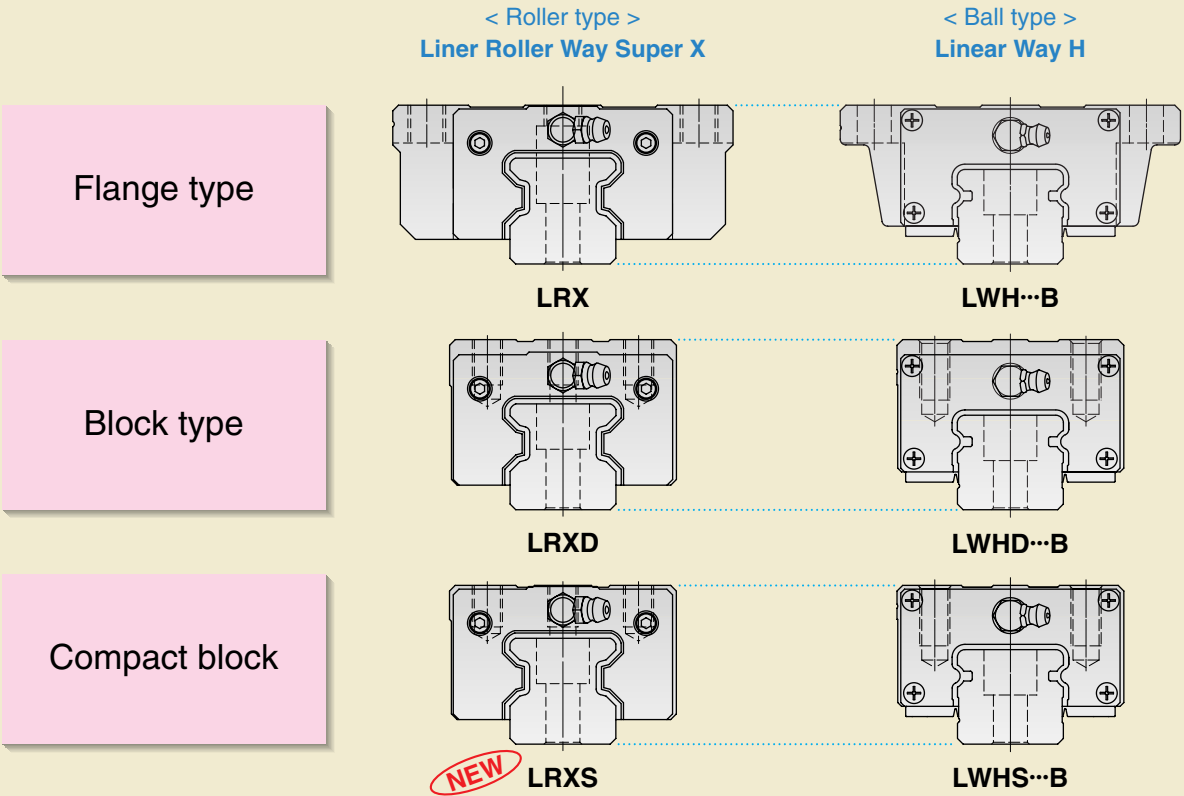 < Roller type >
Liner Roller Way Super X
< Ball type >
Linear Way H
Flange type
LRX
LWH···B
Block type
LRXD
LWHD···B
Compact block
NEW
LRXS
LWHS···B